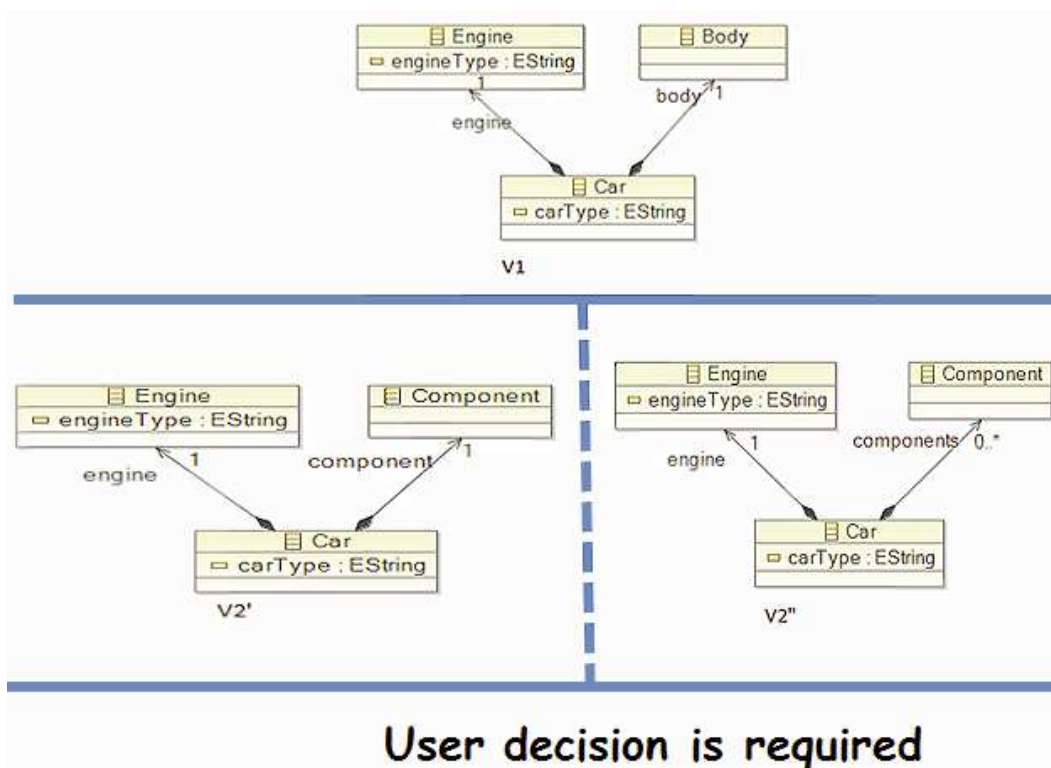 Engine
engineType : EString
Body
1
engine
body 1
Car
carType : EString
V1
Engine
engineType : EString
Component
1
engine
component 1
Car
carType : EString
V2'
Engine
engineType : EString
Component
1
engine
components 0..*
Car
carType : EString
V2"
User decision is required